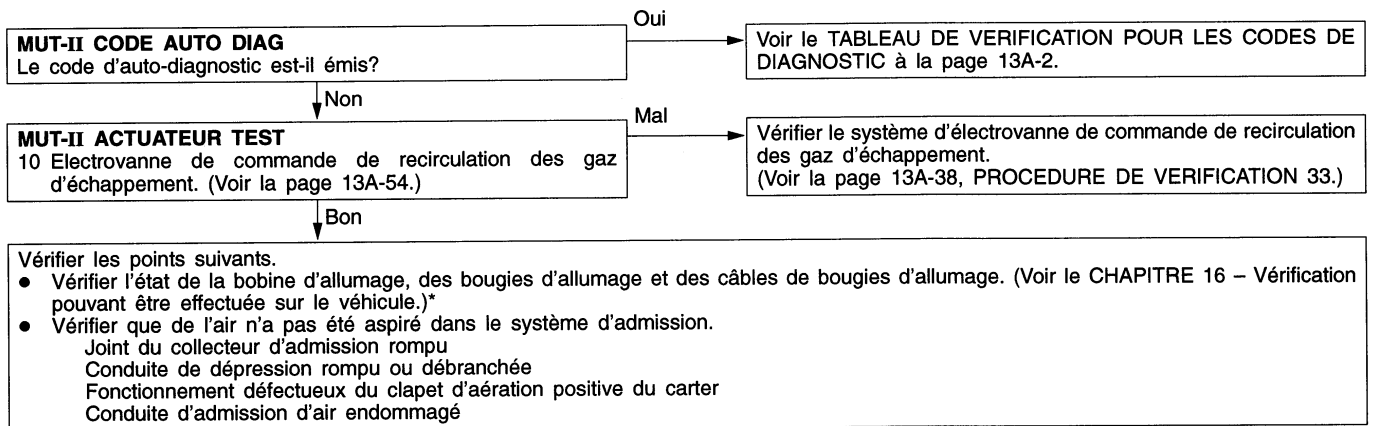 Oui
MUT-II CODE AUTO DIAG
Le code d'auto-diagnostic est-il émis?
Voir le TABLEAU DE VERIFICATION POUR LES CODES DE
DIAGNOSTIC à la page 13A-2.
Non
Mal
MUT-II ACTUATEUR TEST
10 Electrovanne de commande de recirculation des gaz
d'échappement. (Voir la page 13A-54.)
Vérifier le système d'électrovanne de commande de recirculation
des gaz d'échappement.
(Voir la page 13A-38, PROCEDURE DE VERIFICATION 33.)
Bon
Vérifier les points suivants.
● Vérifier l'état de la bobine d'allumage, des bougies d'allumage et des câbles de bougies d'allumage. (Voir le CHAPITRE 16 – Vérification
pouvant être effectuée sur le véhicule.)*
● Vérifier que de l'air n'a pas été aspiré dans le système d'admission.
Joint du collecteur d'admission rompu
Conduite de dépression rompu ou débranchée
Fonctionnement défectueux du clapet d'aération positive du carter
Conduite d'admission d'air endommagé